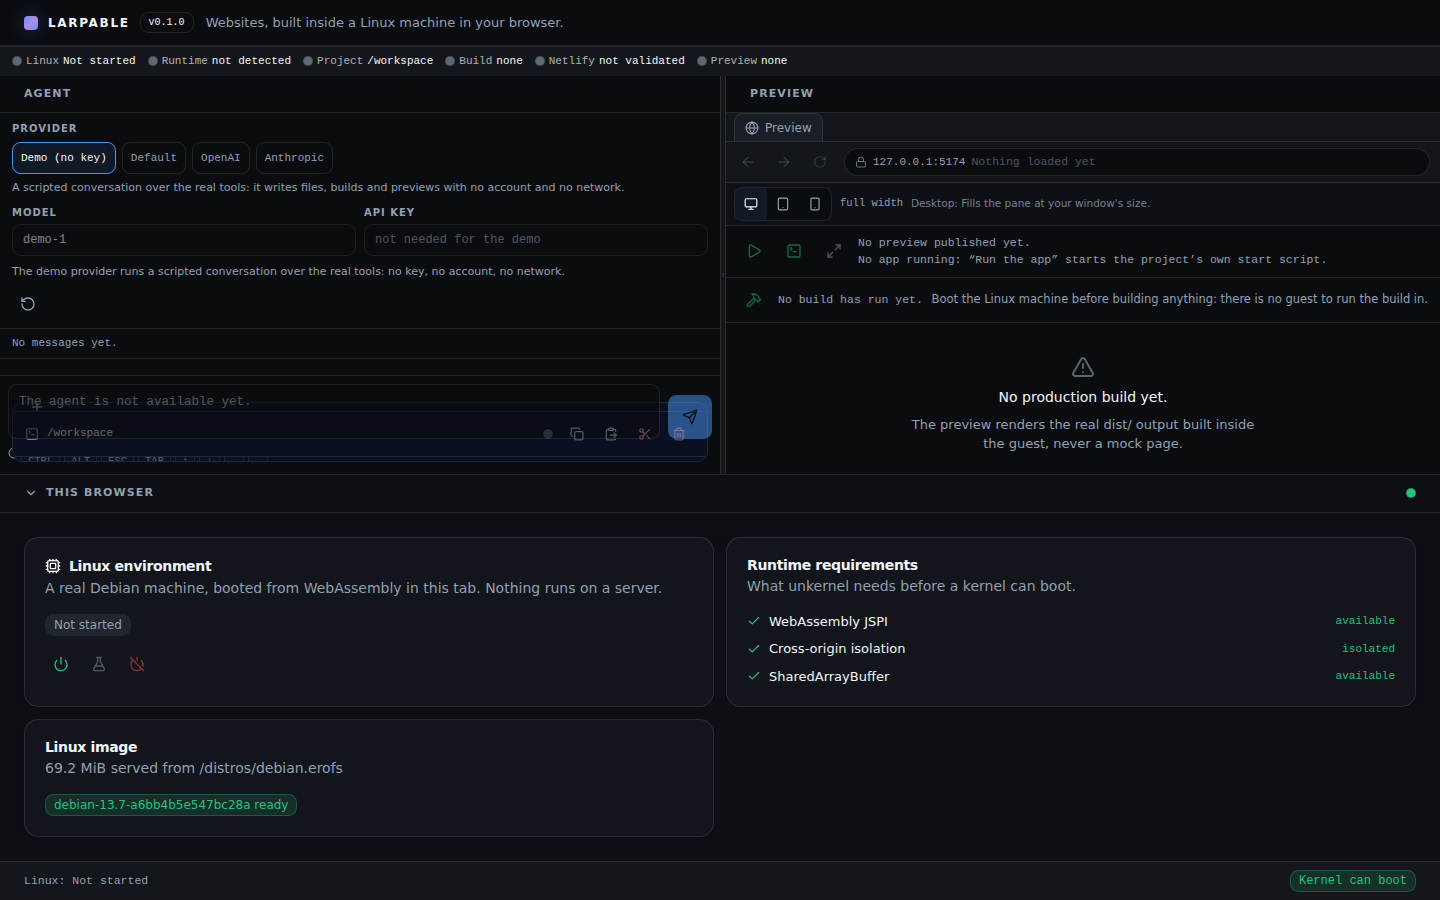 LARPABLE v0.1.0 Websites, built inside a Linux machine in your browser.
Linux Not started Runtime not detected Project /workspace Build none Netlify not validated Preview none
AGENT
PROVIDER
Demo (no key) Default OpenAI Anthropic
A scripted conversation over the real tools: it writes files, builds and previews with no account and no network.
MODEL API KEY
demo-1 not needed for the demo
The demo provider runs a scripted conversation over the real tools: no key, no account, no network.
No messages yet.
The agent is not available yet.
/workspace
CTRL ALT ESC TAB
PREVIEW
Preview
127.0.0.1:5174 Nothing loaded yet
full width Desktop: Fills the pane at your window's size.
No preview published yet.
No app running: “Run the app” starts the project’s own start script.
No build has run yet. Boot the Linux machine before building anything: there is no guest to run the build in.
No production build yet.
The preview renders the real dist/ output built inside
the guest, never a mock page.
THIS BROWSER
Linux environment
A real Debian machine, booted from WebAssembly in this tab. Nothing runs on a server.
Not started
Runtime requirements
What unkernel needs before a kernel can boot.
WebAssembly JSPI available
Cross-origin isolation isolated
SharedArrayBuffer available
Linux image
69.2 MiB served from /distros/debian.erofs
debian-13.7-a6bb4b5e547bc28a ready
Linux: Not started
Kernel can boot